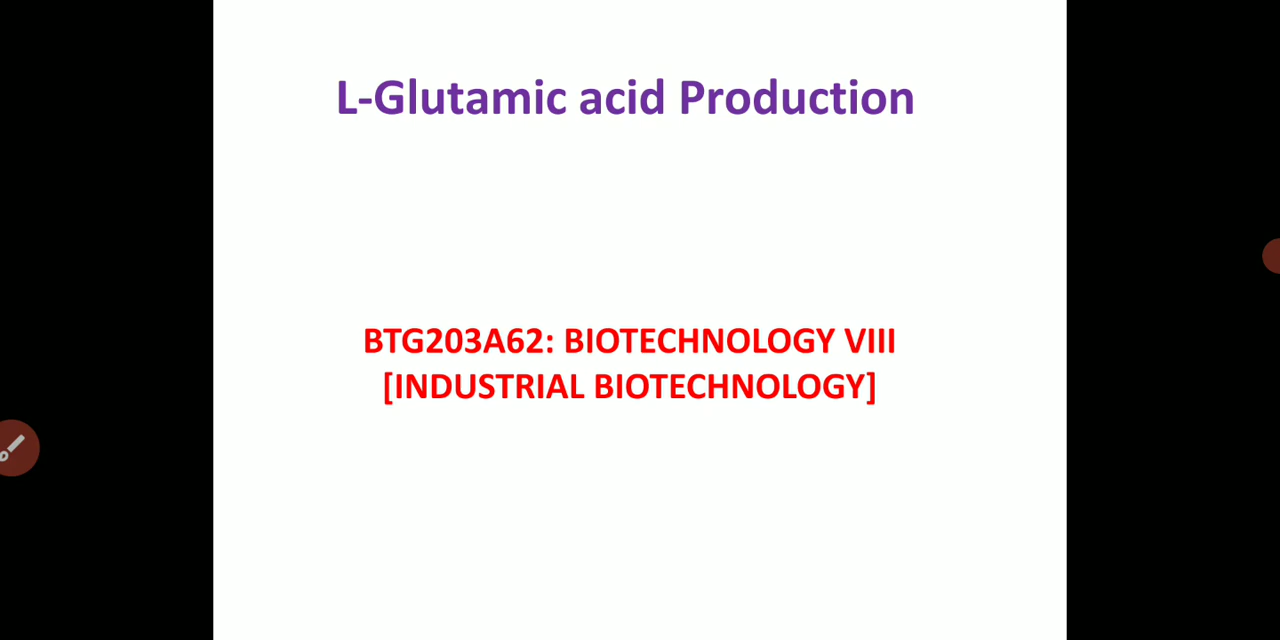 L-Glutamic acid Production
BTG203A62: BIOTECHNOLOGY VIII
[INDUSTRIAL BIOTECHNOLOGY]